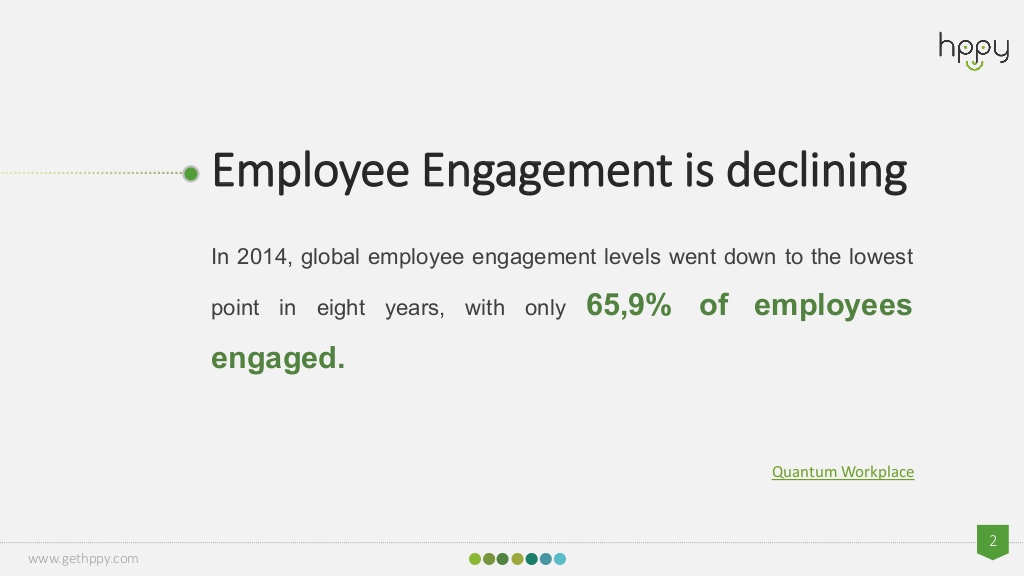 hppy
Employee Engagement is declining
In 2014, global employee engagement levels went down to the lowest
point in eight years, with only 65,9% of employees
engaged.
Quantum Workplace
www.gethppy.com
2